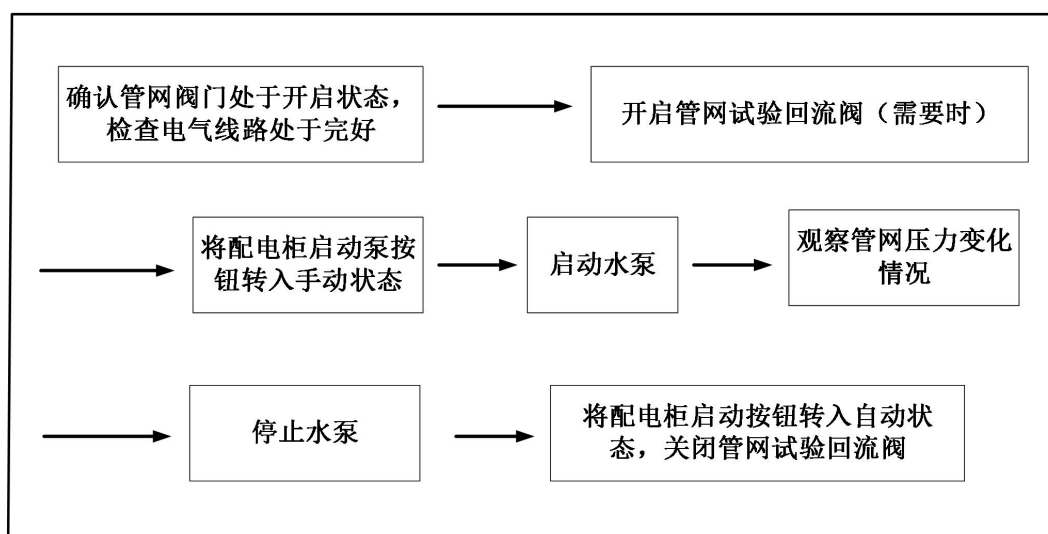 确认管网阀门处于开启状态，
检查电气线路处于完好
开启管网试验回流阀（需要时）
将配电柜启动泵按
钮转入手动状态
启动水泵
观察管网压力变化
情况
停止水泵
将配电柜启动按钮转入自动状
态，关闭管网试验回流阀